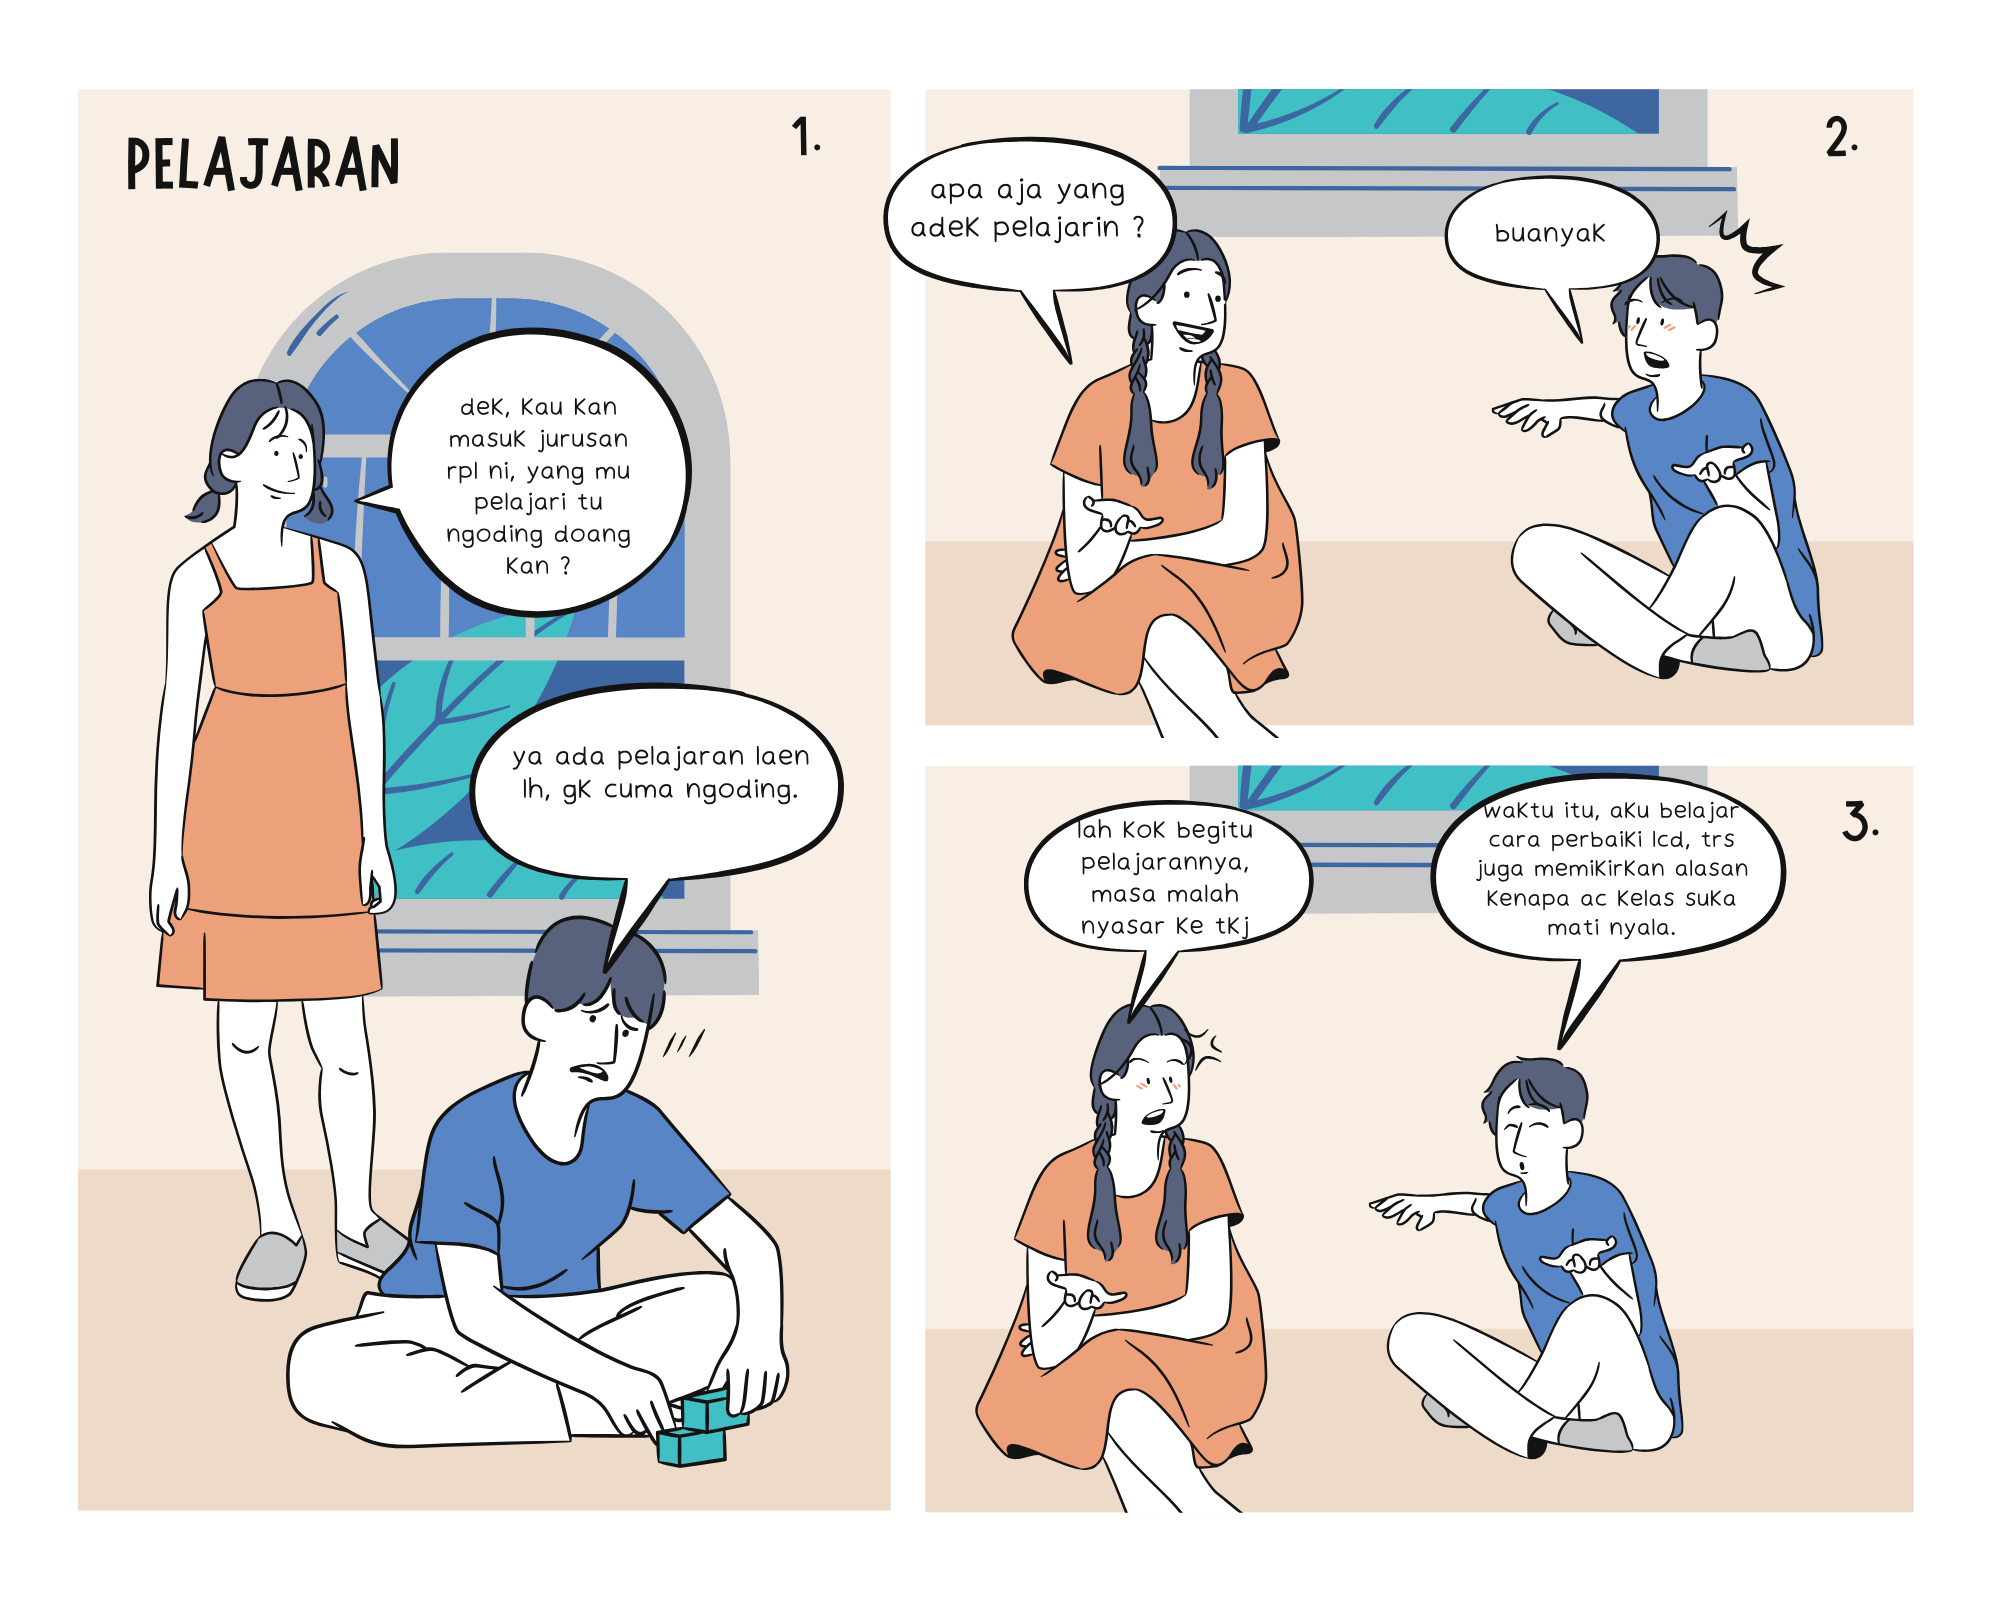 PELAJARAN
1.
dek, kau kan
masuk jurusan
rpl ni, yang mu
pelajari tu
ngoding doang
kan ?
ya ada pelajaran laen
lh, gk cuma ngoding.
2.
apa aja yang
adek pelajarin ?
buanyak
3.
lah kok begitu
pelajarannya,
masa malah
nyasar ke tkj
waktu itu, aku belajar
cara perbaiki lcd, trs
juga memikirkan alasan
kenapa ac kelas suka
mati nyala.